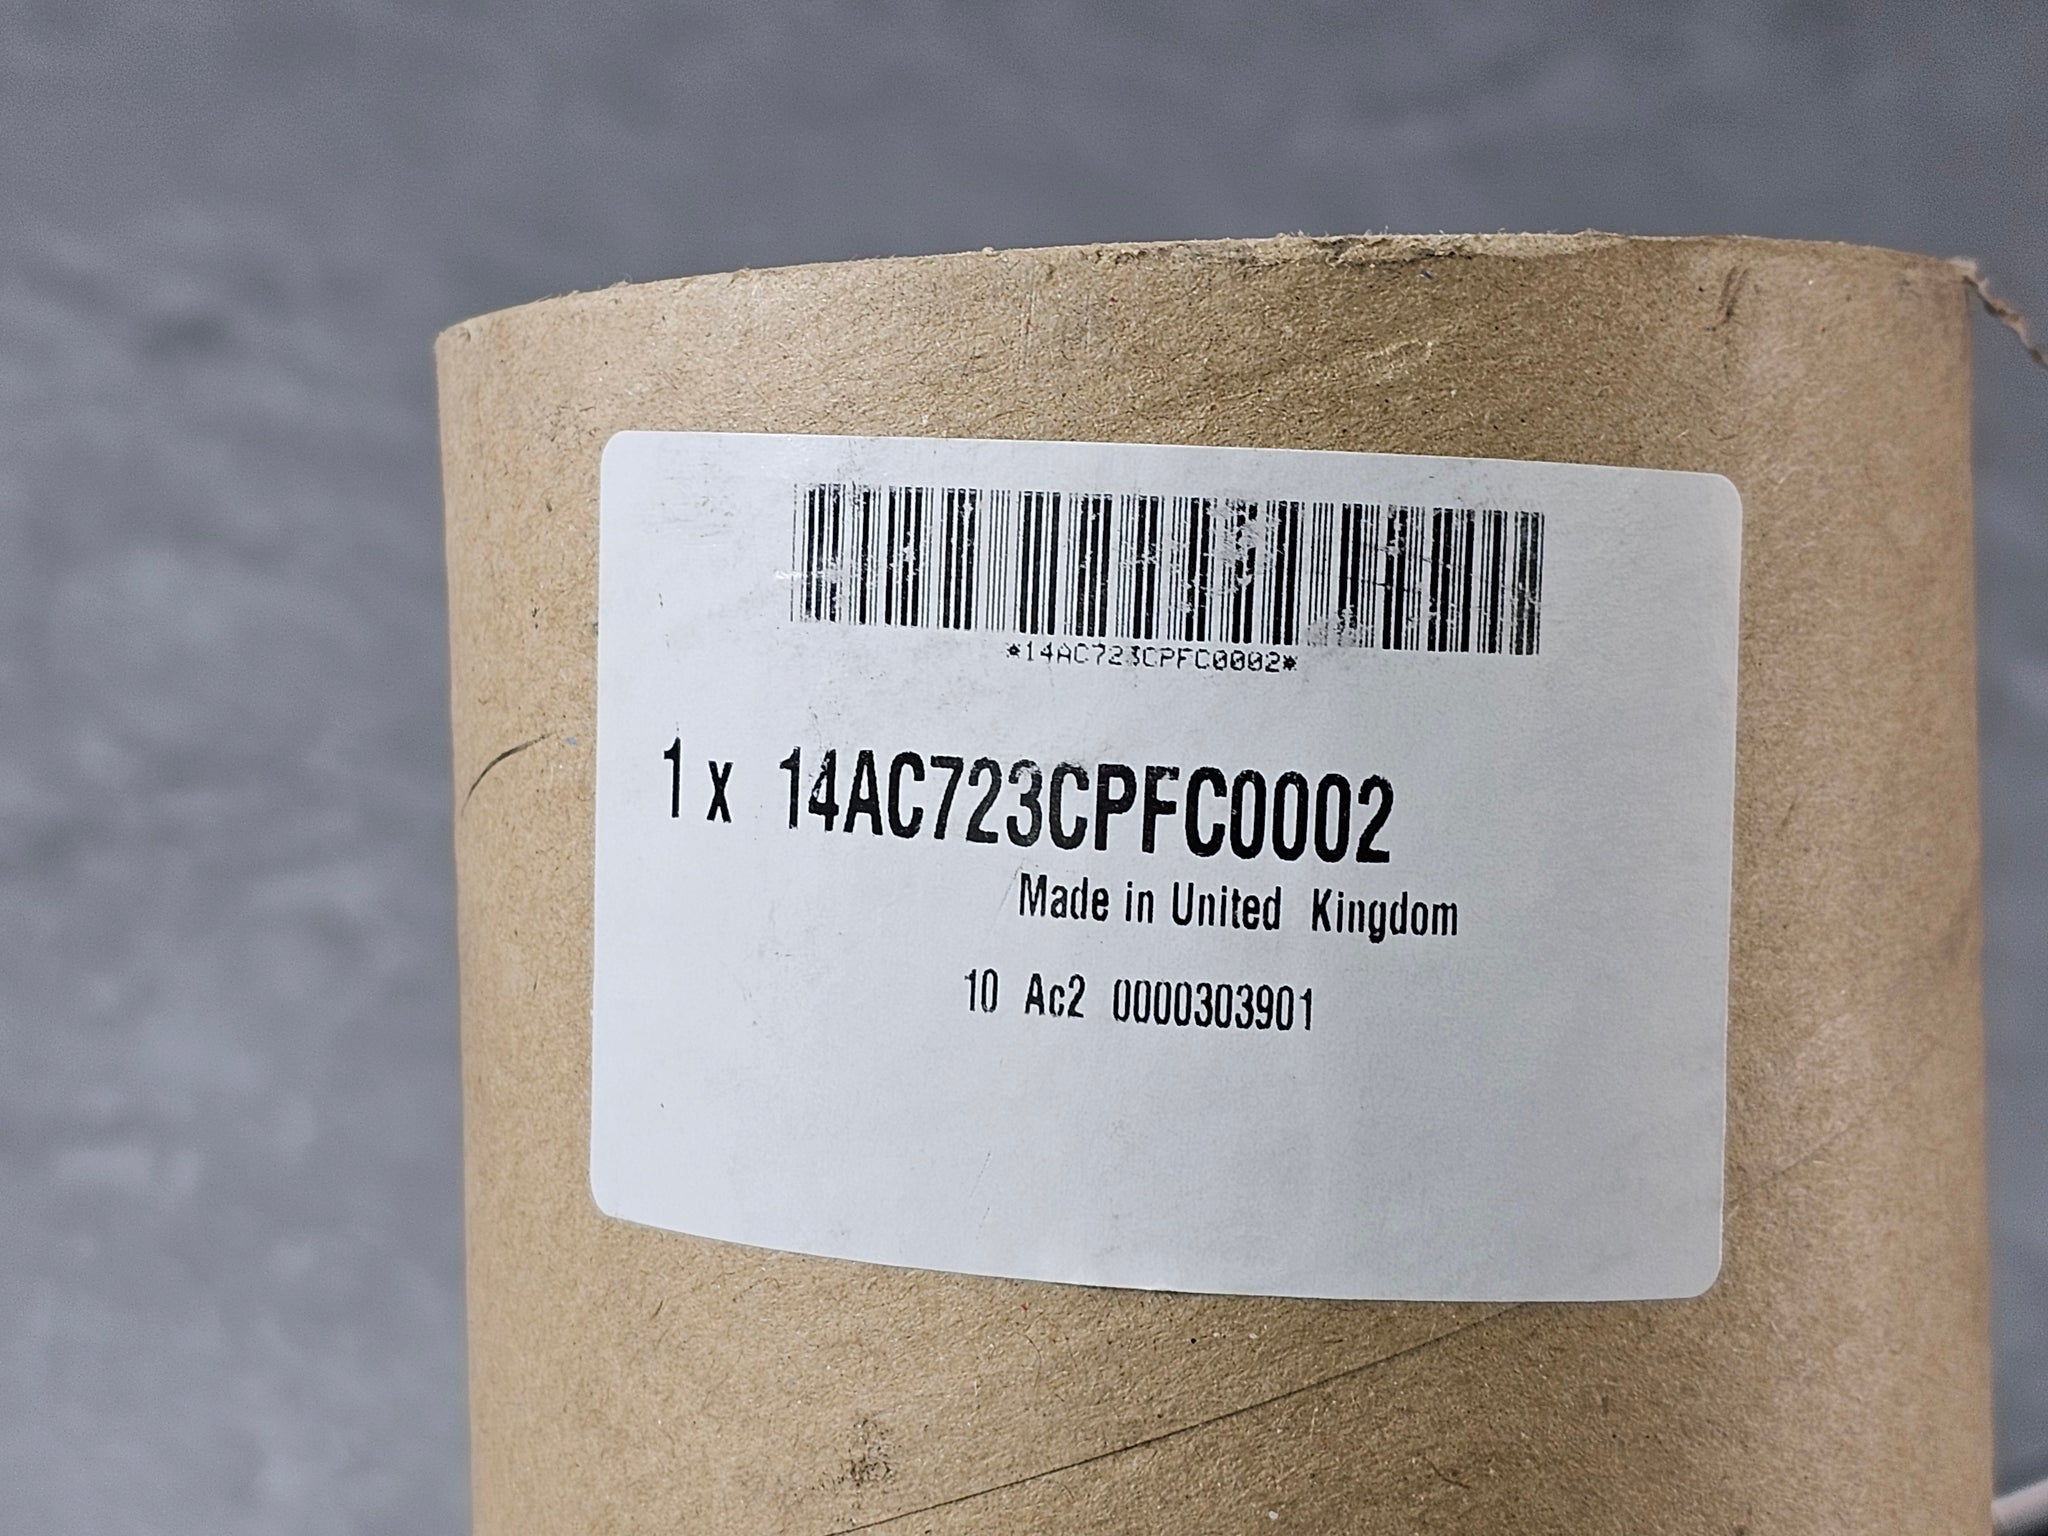 *14AC723CPFC0002*
1 x 14AC723CPFC0002
Made in United Kingdom
10 Ac2 0000303901